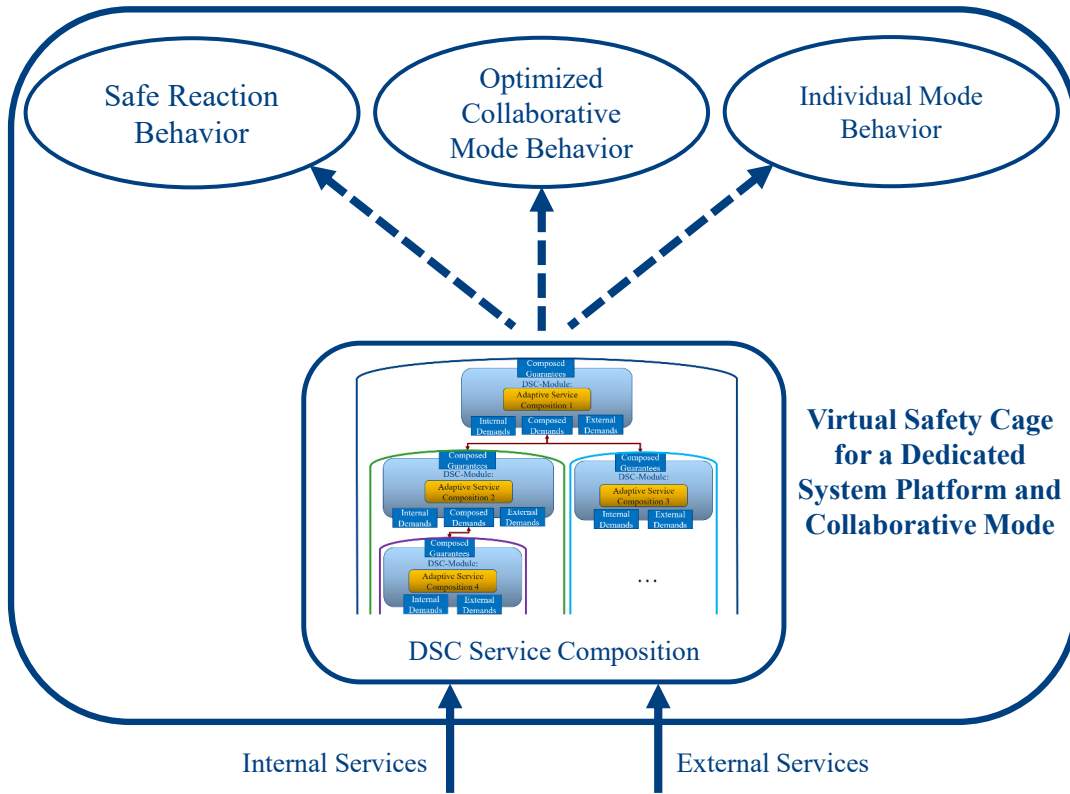 Safe Reaction
Behavior
Optimized
Collaborative
Mode Behavior
Individual Mode
Behavior
Composed
Guarantees
DSC-Module:
Adaptive Service
Composition 1
Internal
Demands
Composed
Demands
External
Demands
Composed
Guarantees
DSC-Module:
Adaptive Service
Composition 2
Internal
Demands
Composed
Demands
External
Demands
Composed
Guarantees
DSC-Module:
Adaptive Service
Composition 3
Internal
Demands
External
Demands
Composed
Guarantees
DSC-Module:
Adaptive Service
Composition 4
Internal
Demands
External
Demands
...
DSC Service Composition
Virtual Safety Cage
for a Dedicated
System Platform and
Collaborative Mode
Internal Services
External Services